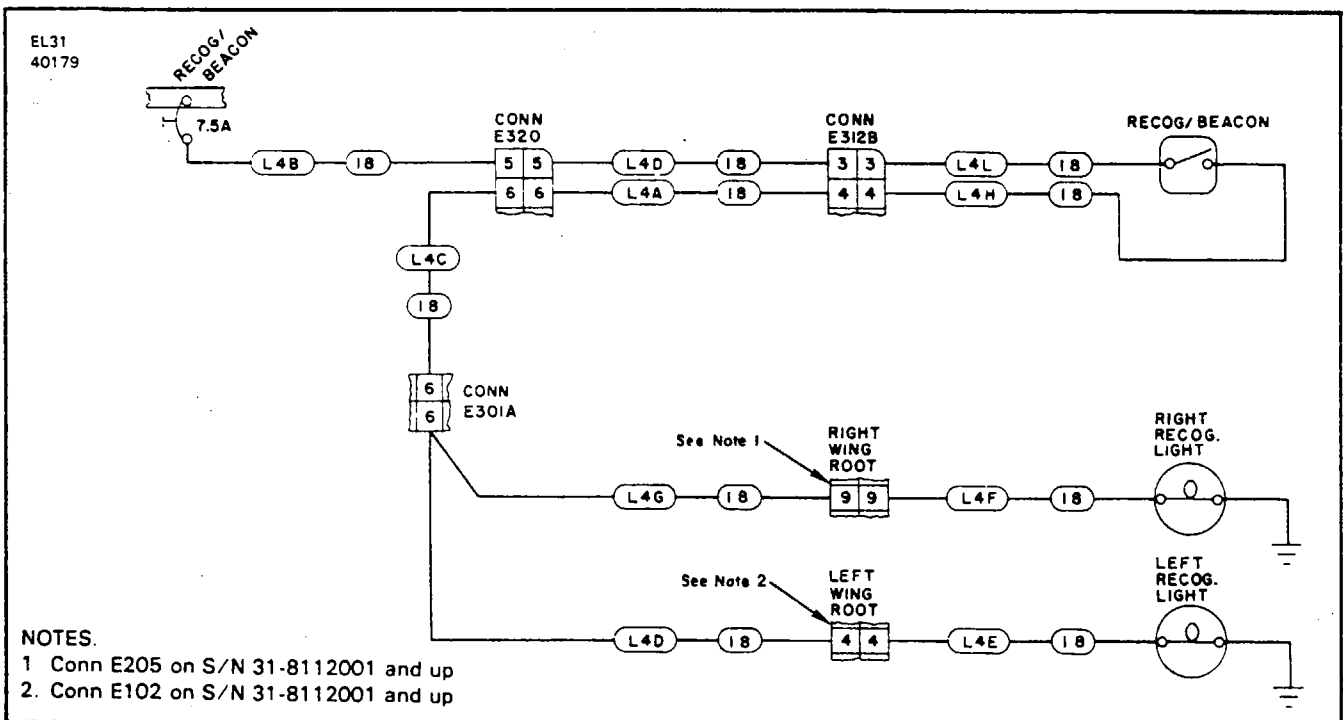 EL31
40179
RECOG/
BEACON
7.5A
L4B
18
CONN
E320
5 5
6 6
L4D
18
L4A
18
CONN
E312B
3 3
4 4
L4L
18
L4H
18
RECOG/BEACON
L4C
18
6
6
CONN
E301A
See Note 1
RIGHT
WING
ROOT
L4G
18
9 9
L4F
18
RIGHT
RECOG.
LIGHT
See Note 2
LEFT
WING
ROOT
L4D
18
4 4
L4E
18
LEFT
RECOG.
LIGHT
NOTES.
1 Conn E205 on S/N 31-8112001 and up
2. Conn E102 on S/N 31-8112001 and up